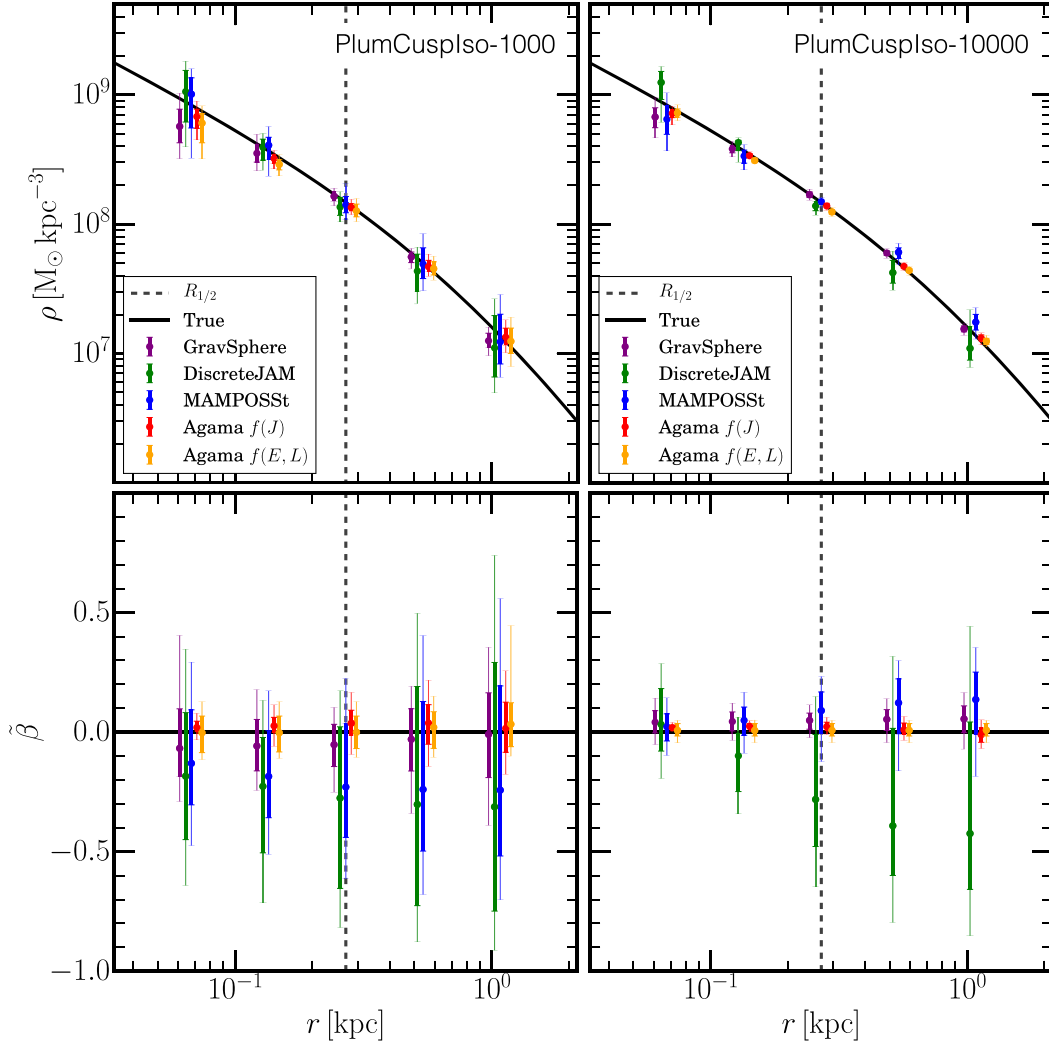 PlumCuspIso-1000
PlumCuspIso-10000
10⁹
10⁸
10⁷
ρ [M⊙ kpc⁻³]
R₁/₂
True
GravSphere
DiscreteJAM
MAMPOSSt
Agama f(J)
Agama f(E, L)
R₁/₂
True
GravSphere
DiscreteJAM
MAMPOSSt
Agama f(J)
Agama f(E, L)
0.5
0.0
−0.5
−1.0
β̃
10⁻¹
10⁰
10⁻¹
10⁰
r [kpc]
r [kpc]